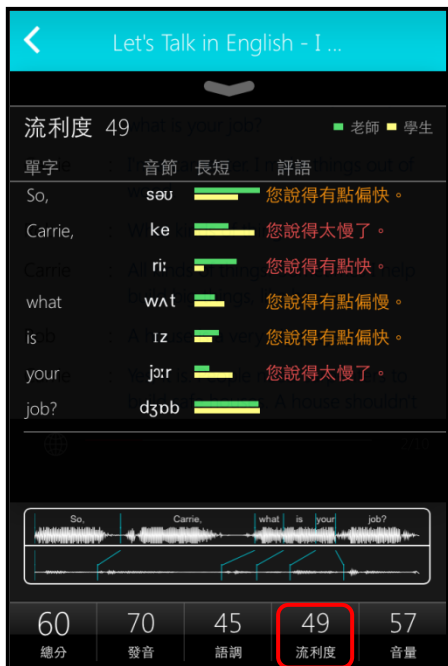 Let's Talk in English - I ...
流利度 49 老師 學生
單字 音節 長短 評語
So, səʊ 您說得有點偏快。
Carrie, ke 您說得太慢了。
ri: 您說得有點快。
what wʌt 您說得有點偏慢。
is ɪz 您說得有點偏快。
your jɔ:r 您說得太慢了。
job? dʒɒb
So, Carrie, what is your job?
60 70 45 49 57
總分 發音 語調 流利度 音量